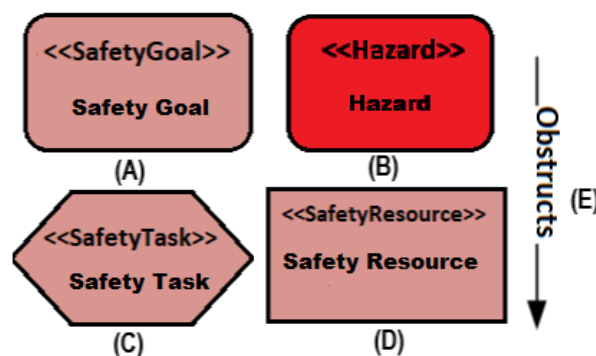 <<SafetyGoal>>
Safety Goal
(A)
<<Hazard>>
Hazard
(B)
Obstructs
(E)
<<SafetyTask>>
Safety Task
(C)
<<SafetyResource>>
Safety Resource
(D)